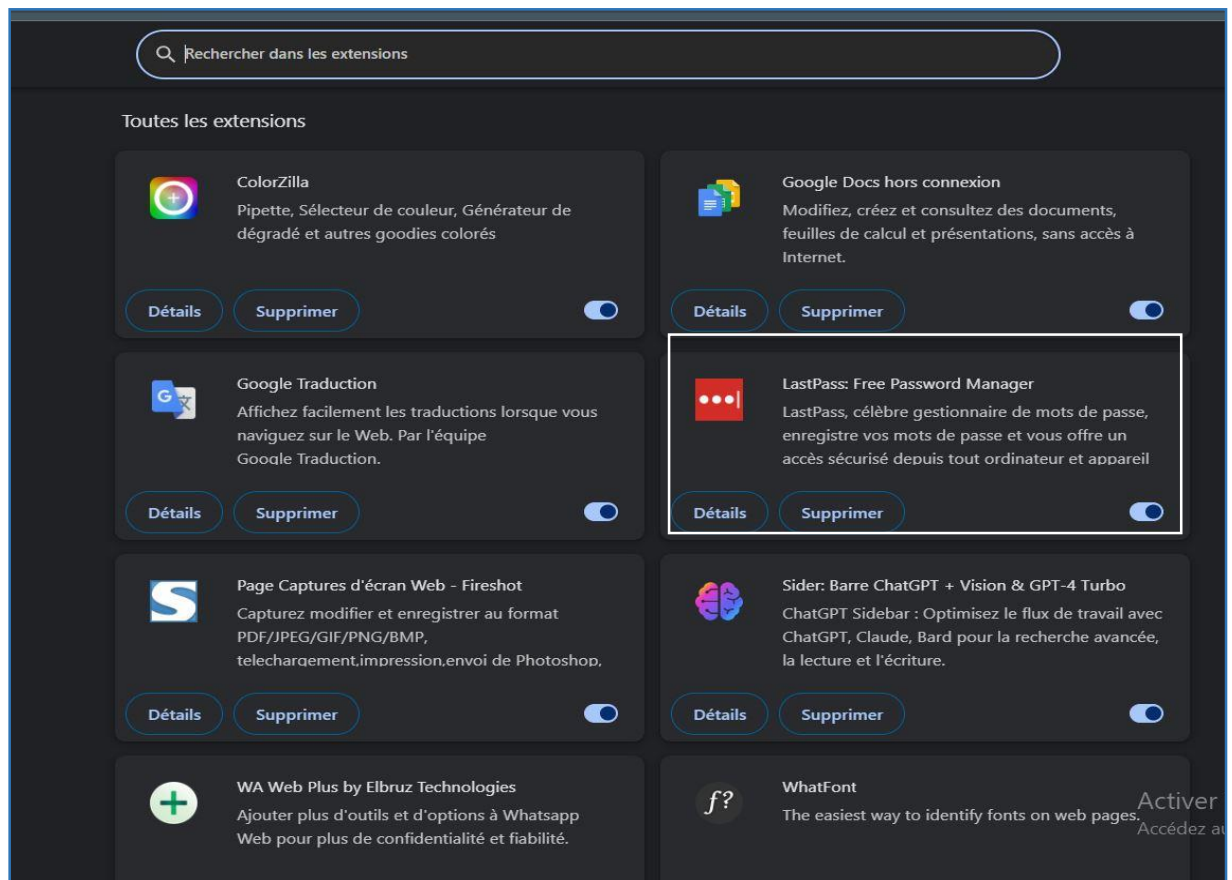 Rechercher dans les extensions
Toutes les extensions
ColorZilla
Pipette, Sélecteur de couleur, Générateur de
dégradé et autres goodies colorés
Détails
Supprimer
Google Docs hors connexion
Modifiez, créez et consultez des documents,
feuilles de calcul et présentations, sans accès à
Internet.
Détails
Supprimer
Google Traduction
Affichez facilement les traductions lorsque vous
naviguez sur le Web. Par l'équipe
Google Traduction.
Détails
Supprimer
LastPass: Free Password Manager
LastPass, célèbre gestionnaire de mots de passe,
enregistre vos mots de passe et vous offre un
accès sécurisé depuis tout ordinateur et appareil
Détails
Supprimer
Page Captures d'écran Web - Fireshot
Capturez modifier et enregistrer au format
PDF/JPEG/GIF/PNG/BMP,
telechargement,impression,envoi de Photoshop,
Détails
Supprimer
Sider: Barre ChatGPT + Vision & GPT-4 Turbo
ChatGPT Sidebar : Optimisez le flux de travail avec
ChatGPT, Claude, Bard pour la recherche avancée,
la lecture et l'écriture.
Détails
Supprimer
WA Web Plus by Elbruz Technologies
Ajouter plus d'outils et d'options à Whatsapp
Web pour plus de confidentialité et fiabilité.
f?
WhatFont
The easiest way to identify fonts on web pages.
Activer
Accédez au